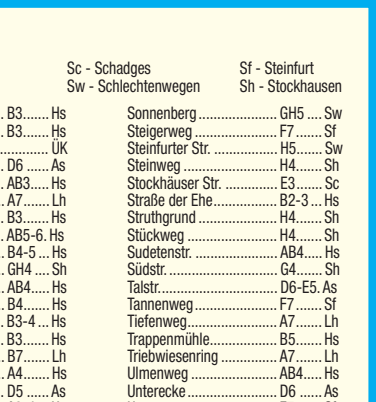 Sc - Schadges Sf - Steinfurt
Sw - Schlechtenwegen Sh - Stockhausen
. B3....... Hs
. B3....... Hs
............... ÜK
. D6 ...... As
. AB3..... Hs
. A7....... Lh
. B3....... Hs
. AB5-6. Hs
. B4-5 ... Hs
. GH4 .... Sh
. AB4..... Hs
. B4....... Hs
. B3-4 ... Hs
. B3....... Hs
. B7....... Lh
. A4....... Hs
. D5 ...... As
Sonnenberg ..................... GH5 .... Sw
Steigerweg ...................... F7 ....... Sf
Steinfurter Str. ................ H5....... Sw
Steinweg ......................... H4....... Sh
Stockhäuser Str. .............. E3 ....... Sc
Straße der Ehe................. B2-3 ... Hs
Struthgrund ..................... H4....... Sh
Stückweg ........................ H4....... Sh
Sudetenstr. ..................... AB4..... Hs
Südstr. ............................ G4....... Sh
Talstr................................ D6-E5. As
Tannenweg ...................... F7 ....... Sf
Tiefenweg........................ A7....... Lh
Trappenmühle.................. B5....... Hs
Triebwiesenring ............... A7....... Lh
Ulmenweg ....................... AB4..... Hs
Unterecke ........................ D6 ...... As